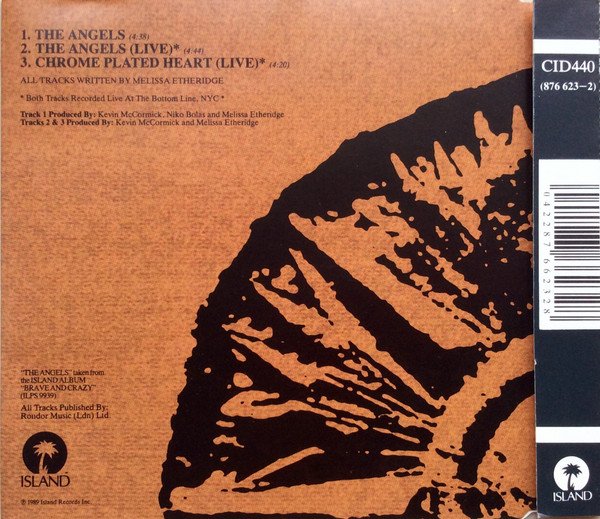 1. THE ANGELS (4:38)
2. THE ANGELS (LIVE)* (4:44)
3. CHROME PLATED HEART (LIVE)* (4:20)
ALL TRACKS WRITTEN BY MELISSA ETHERIDGE
* Both Tracks Recorded Live At The Bottom Line, NYC *
Track 1 Produced By: Kevin McCormick, Niko Bolas and Melissa Etheridge
Tracks 2 & 3 Produced By: Kevin McCormick and Melissa Etheridge
"THE ANGELS" taken from
the ISLAND ALBUM
"BRAVE AND CRAZY"
(ILPS 9939)
All Tracks Published By:
Rondor Music (Ldn) Ltd.
ISLAND
℗ 1989 Island Records Inc.
CID440
(876 623-2)
042287662328
ISLAND